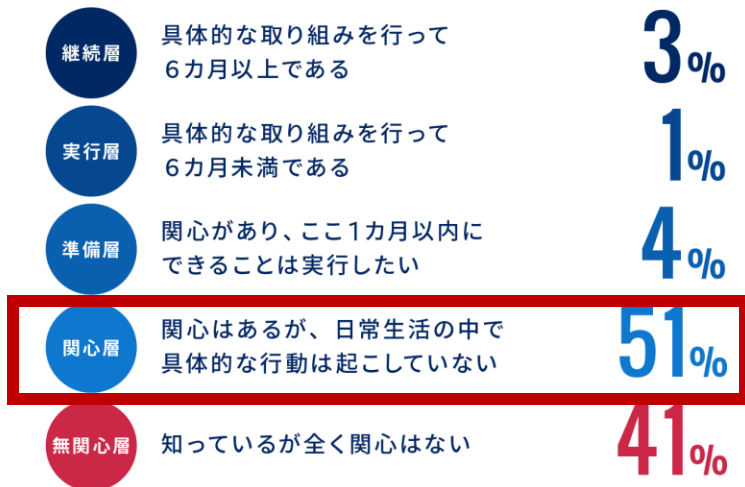 継続層
具体的な取り組みを行って
６カ月以上である
3%
実行層
具体的な取り組みを行って
６カ月未満である
1%
準備層
関心があり、ここ1カ月以内に
できることは実行したい
4%
関心層
関心はあるが、日常生活の中で
具体的な行動は起こしていない
51%
無関心層
知っているが全く関心はない
41%